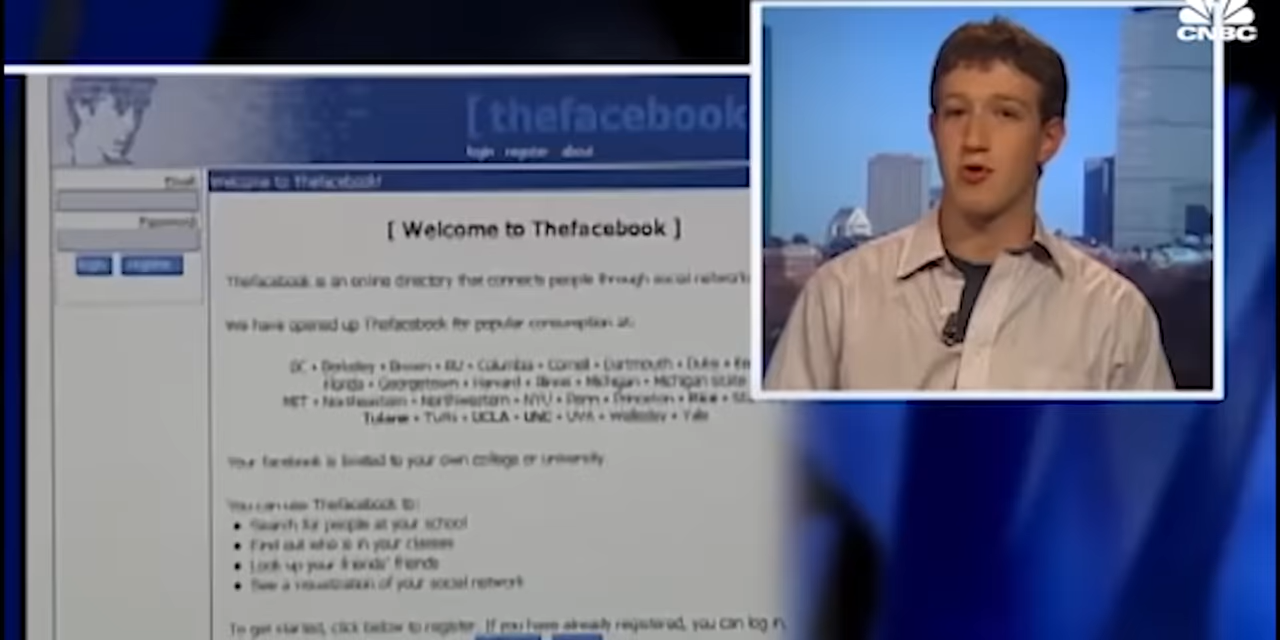 CNBC
[ thefacebook
login register about
Email:
Password:
login register
Welcome to Thefacebook!
[ Welcome to Thefacebook ]
Thefacebook is an online directory that connects people through social
We have opened up Thefacebook for popular consumption at:
BC • Berkeley • Brown • BU • Columbia • Cornell • Dartmouth • Duke •
Florida • Georgetown • Harvard • Illinois • Michigan • Michigan State
MIT • Northeastern • Northwestern • NYU • Penn • Princeton • Rice •
Tulane • Tufts • UCLA • UNC • UVA • Wellesley • Yale
Your facebook is limited to your own college or university.
You can use Thefacebook to:
• Search for people at your school
• Find out who is in your classes
• Look up your friends' friends
• See a visualization of your social network
To get started, click below to register. If you have already registered, you can log in.